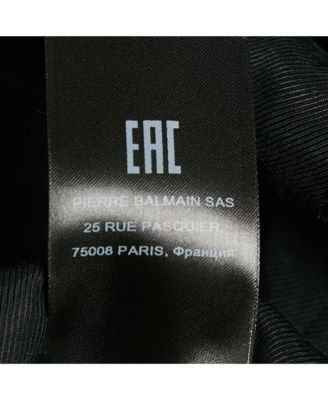 EAC
PIERRE BALMAIN SAS
25 RUE PASQUIER,
75008 PARIS, Франция